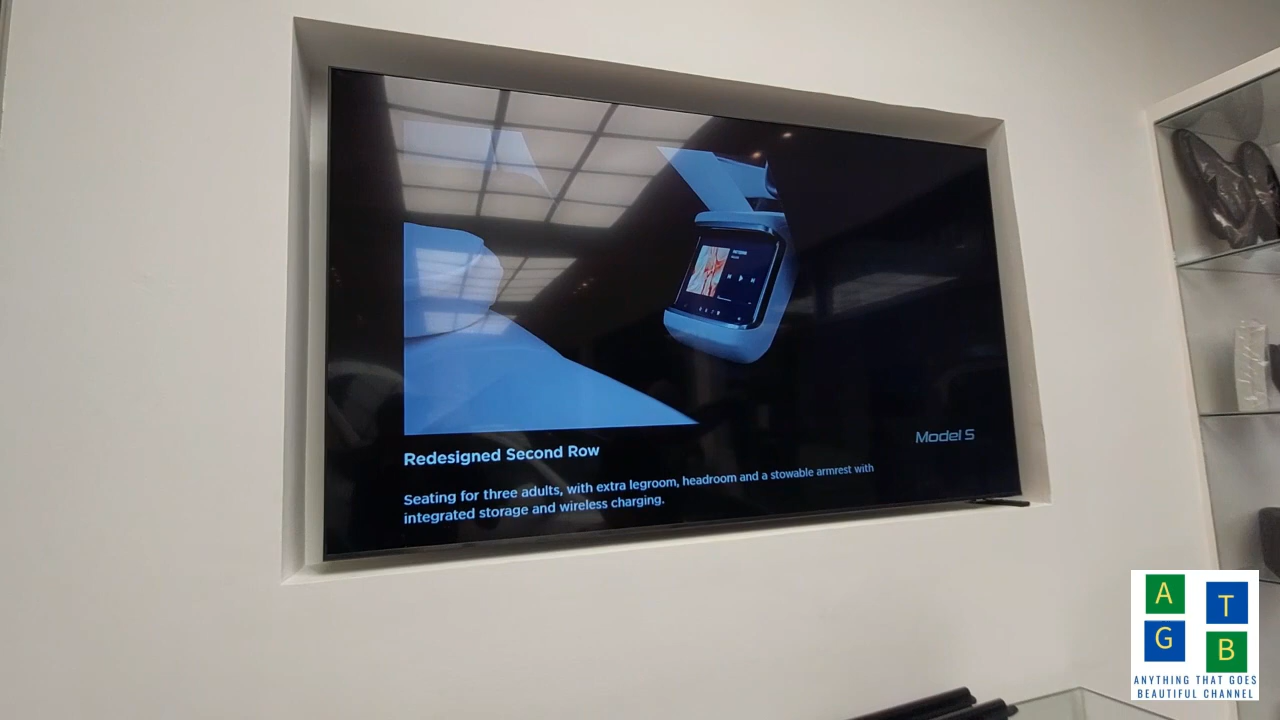 Redesigned Second Row
Model S
Seating for three adults, with extra legroom, headroom and a stowable armrest with
integrated storage and wireless charging.
A T
G B
ANYTHING THAT GOES
BEAUTIFUL CHANNEL